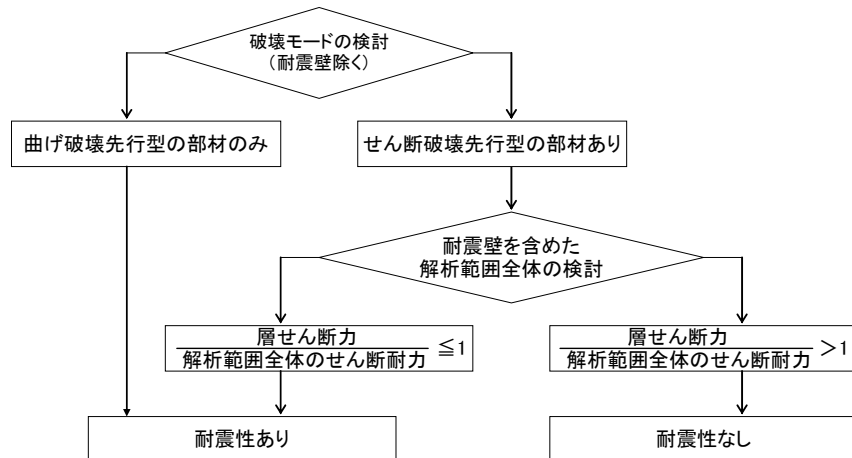 破壊モードの検討
(耐震壁除く)
曲げ破壊先行型の部材のみ
せん断破壊先行型の部材あり
耐震壁を含めた
解析範囲全体の検討
層せん断力
解析範囲全体のせん断耐力
≦1
層せん断力
解析範囲全体のせん断耐力
>1
耐震性あり
耐震性なし